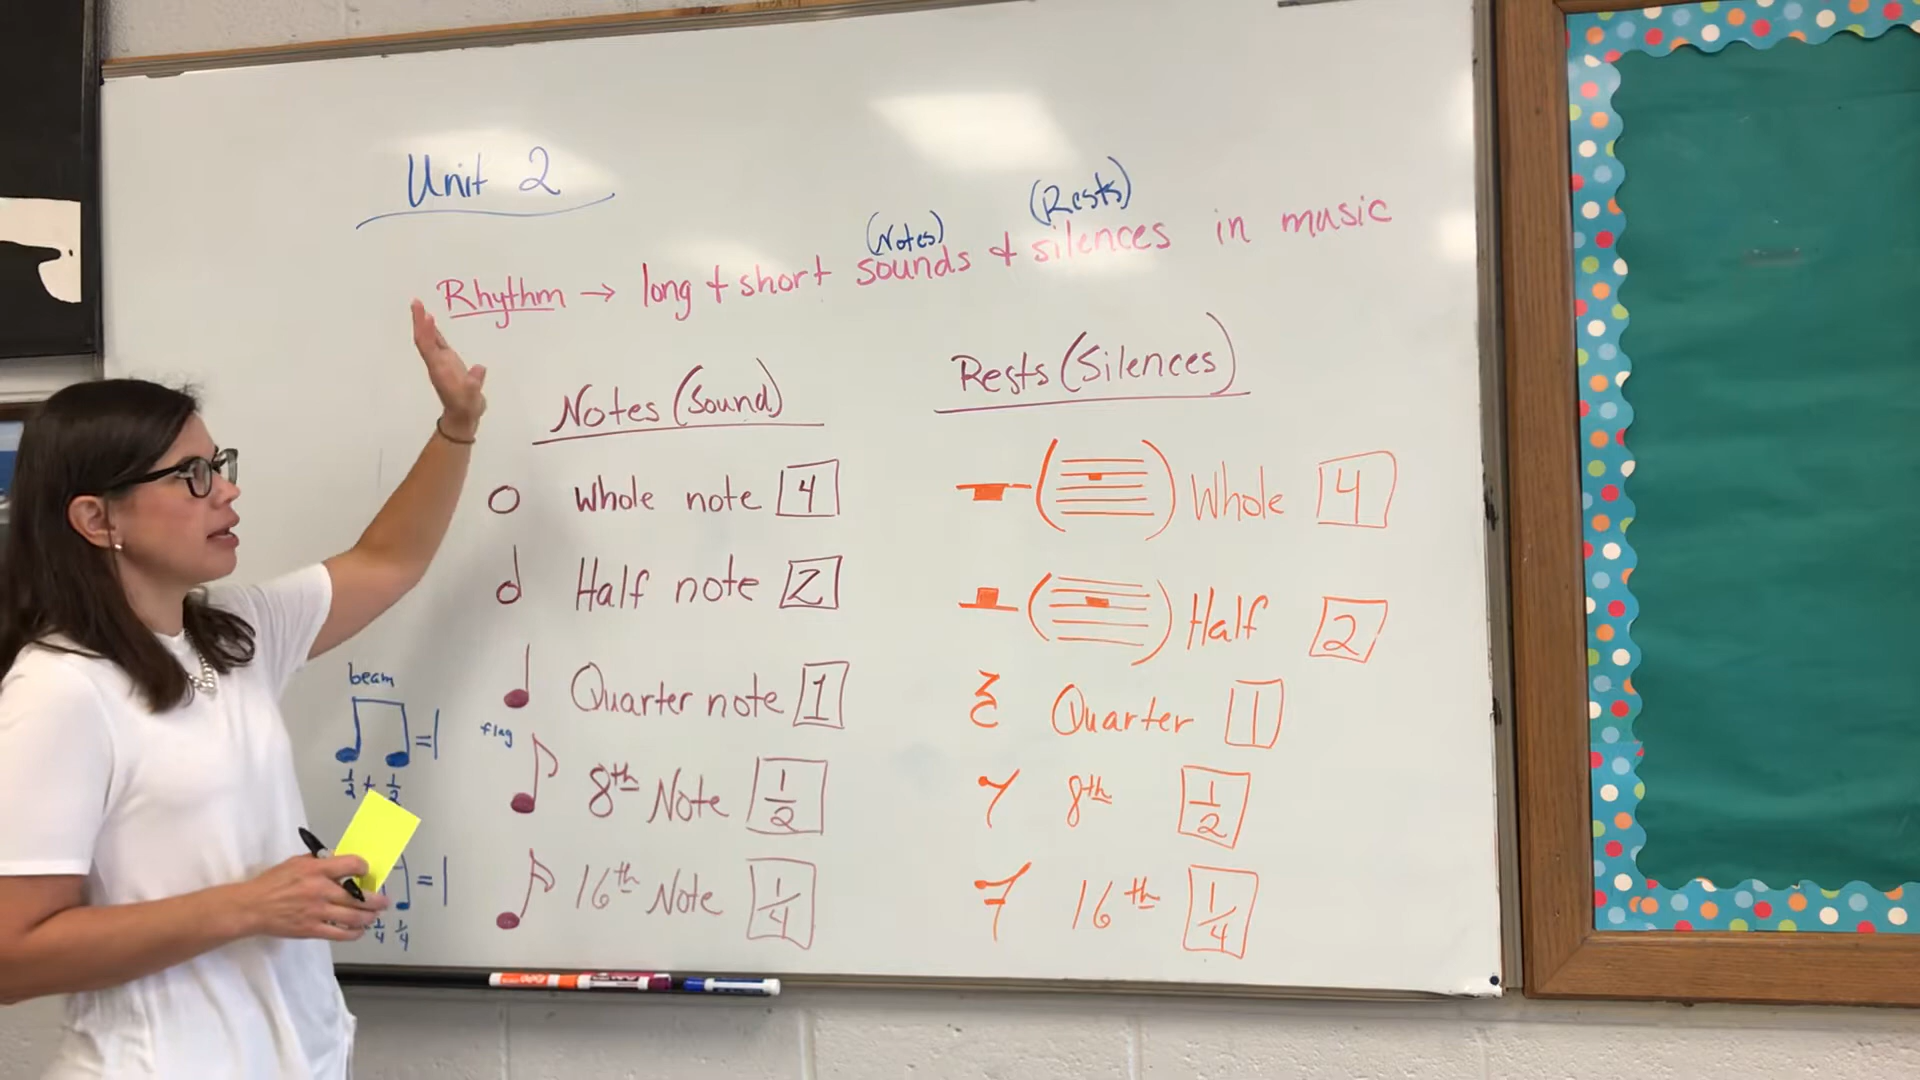 Unit 2
(Notes) (Rests)
Rhythm → long + short sounds + silences in music
Notes (Sound)
Whole note 4
Half note 2
Quarter note 1
flag
8th Note 1/2
16th Note 1/4
Rests (Silences)
Whole 4
Half 2
Quarter 1
8th 1/2
16th 1/4
beam
=1
1/2 + 1/2
=1
1/4 1/4